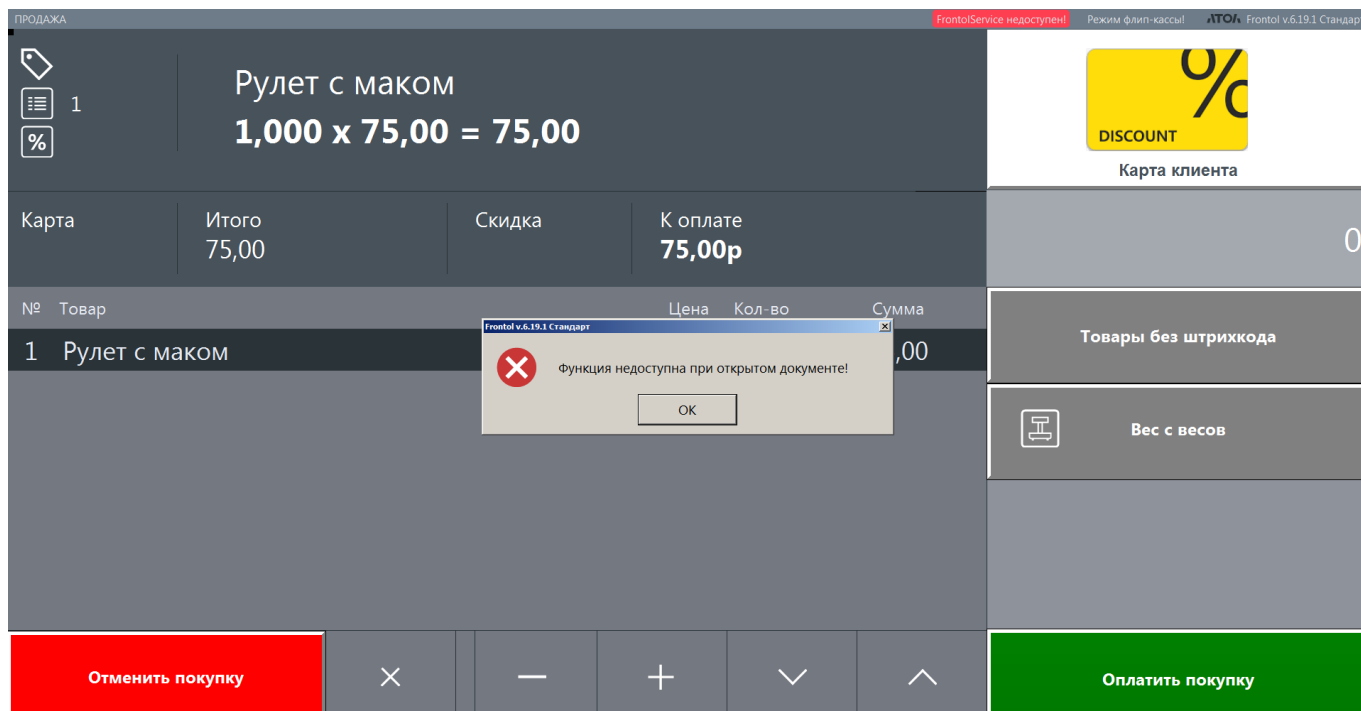 ПРОДАЖА
FrontolService недоступен! Режим флип-кассы! АТОЛ Frontol v.6.19.1 Стандар
Рулет с маком
1
1,000 x 75,00 = 75,00
%
DISCOUNT
Карта клиента
Карта Итого Скидка К оплате
75,00 75,00р
0
№ Товар Цена Кол-во Сумма
1 Рулет с маком ,00
Frontol v.6.19.1 Стандарт
Функция недоступна при открытом документе!
OK
Товары без штрихкода
Вес с весов
Отменить покупку
Оплатить покупку